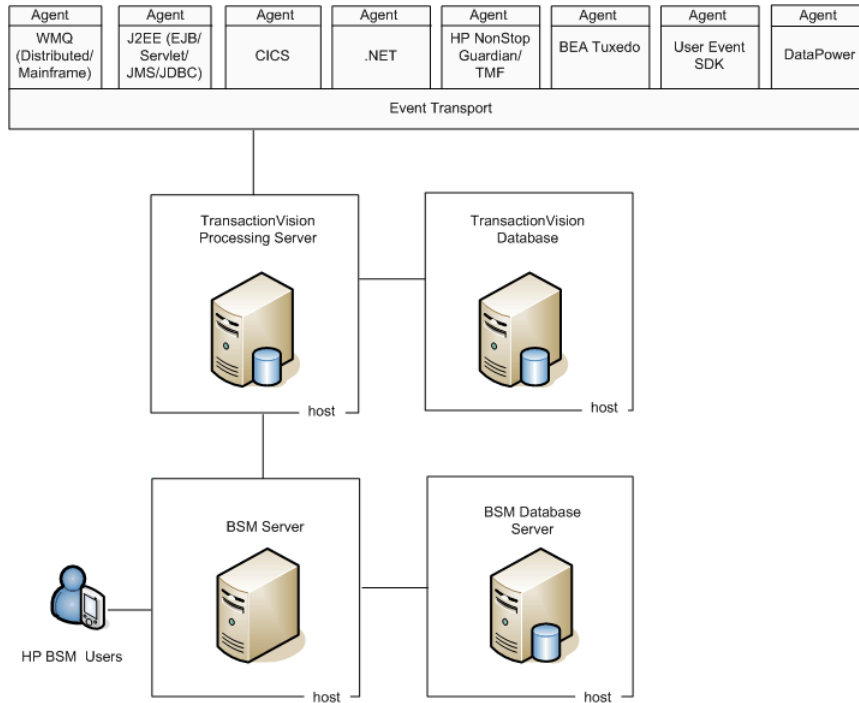 Agent
Agent
Agent
Agent
Agent
Agent
Agent
Agent
WMQ
(Distributed/
Mainframe)
J2EE (EJB/
Servlet/
JMS/JDBC)
CICS
.NET
HP NonStop
Guardian/
TMF
BEA Tuxedo
User Event
SDK
DataPower
Event Transport
TransactionVision
Processing Server
host
TransactionVision
Database
host
BSM Server
host
BSM Database
Server
host
HP BSM Users